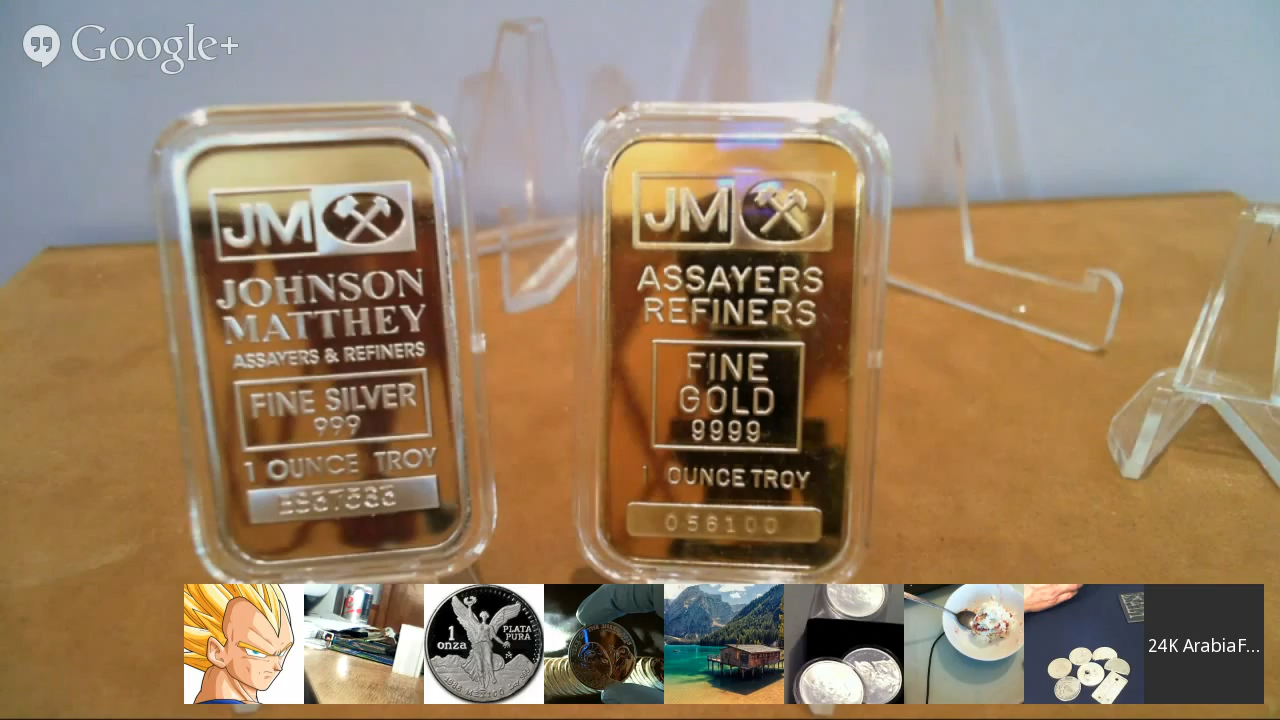 Google+
JM
JOHNSON
MATTHEY
ASSAYERS & REFINERS
FINE SILVER
999
1 OUNCE TROY
JM
ASSAYERS
REFINERS
FINE
GOLD
9999
1 OUNCE TROY
056100
1
onza
PLATA
PURA
24K ArabiaF...